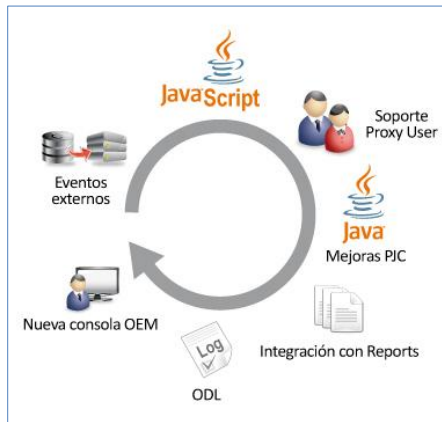 JavaScript
Soporte
Proxy User
Java
Mejoras PJC
Integración con Reports
Log
ODL
Nueva consola OEM
Eventos
externos